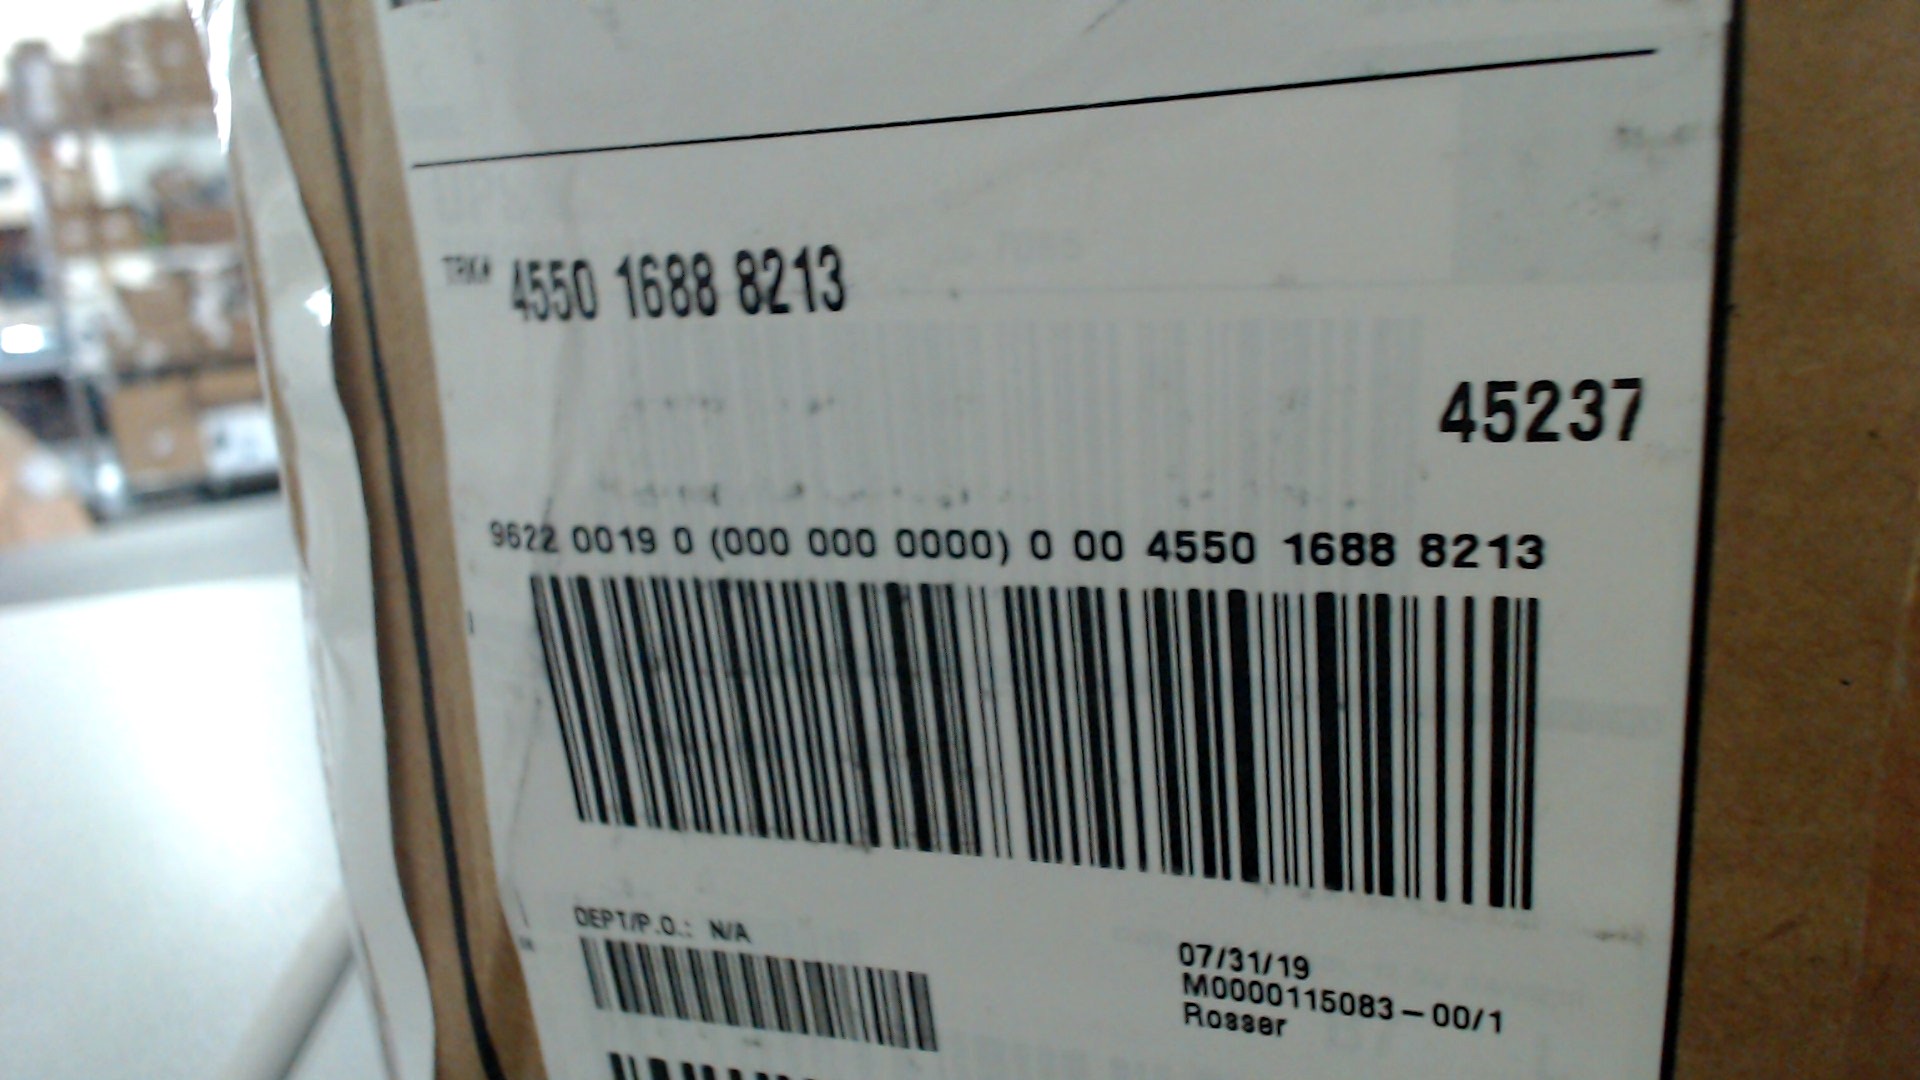 TRK# 4550 1688 8213
45237
9622 0019 0 (000 000 0000) 0 00 4550 1688 8213
DEPT/P.O.: N/A
07/31/19
M0000115083-00/1
Rosser